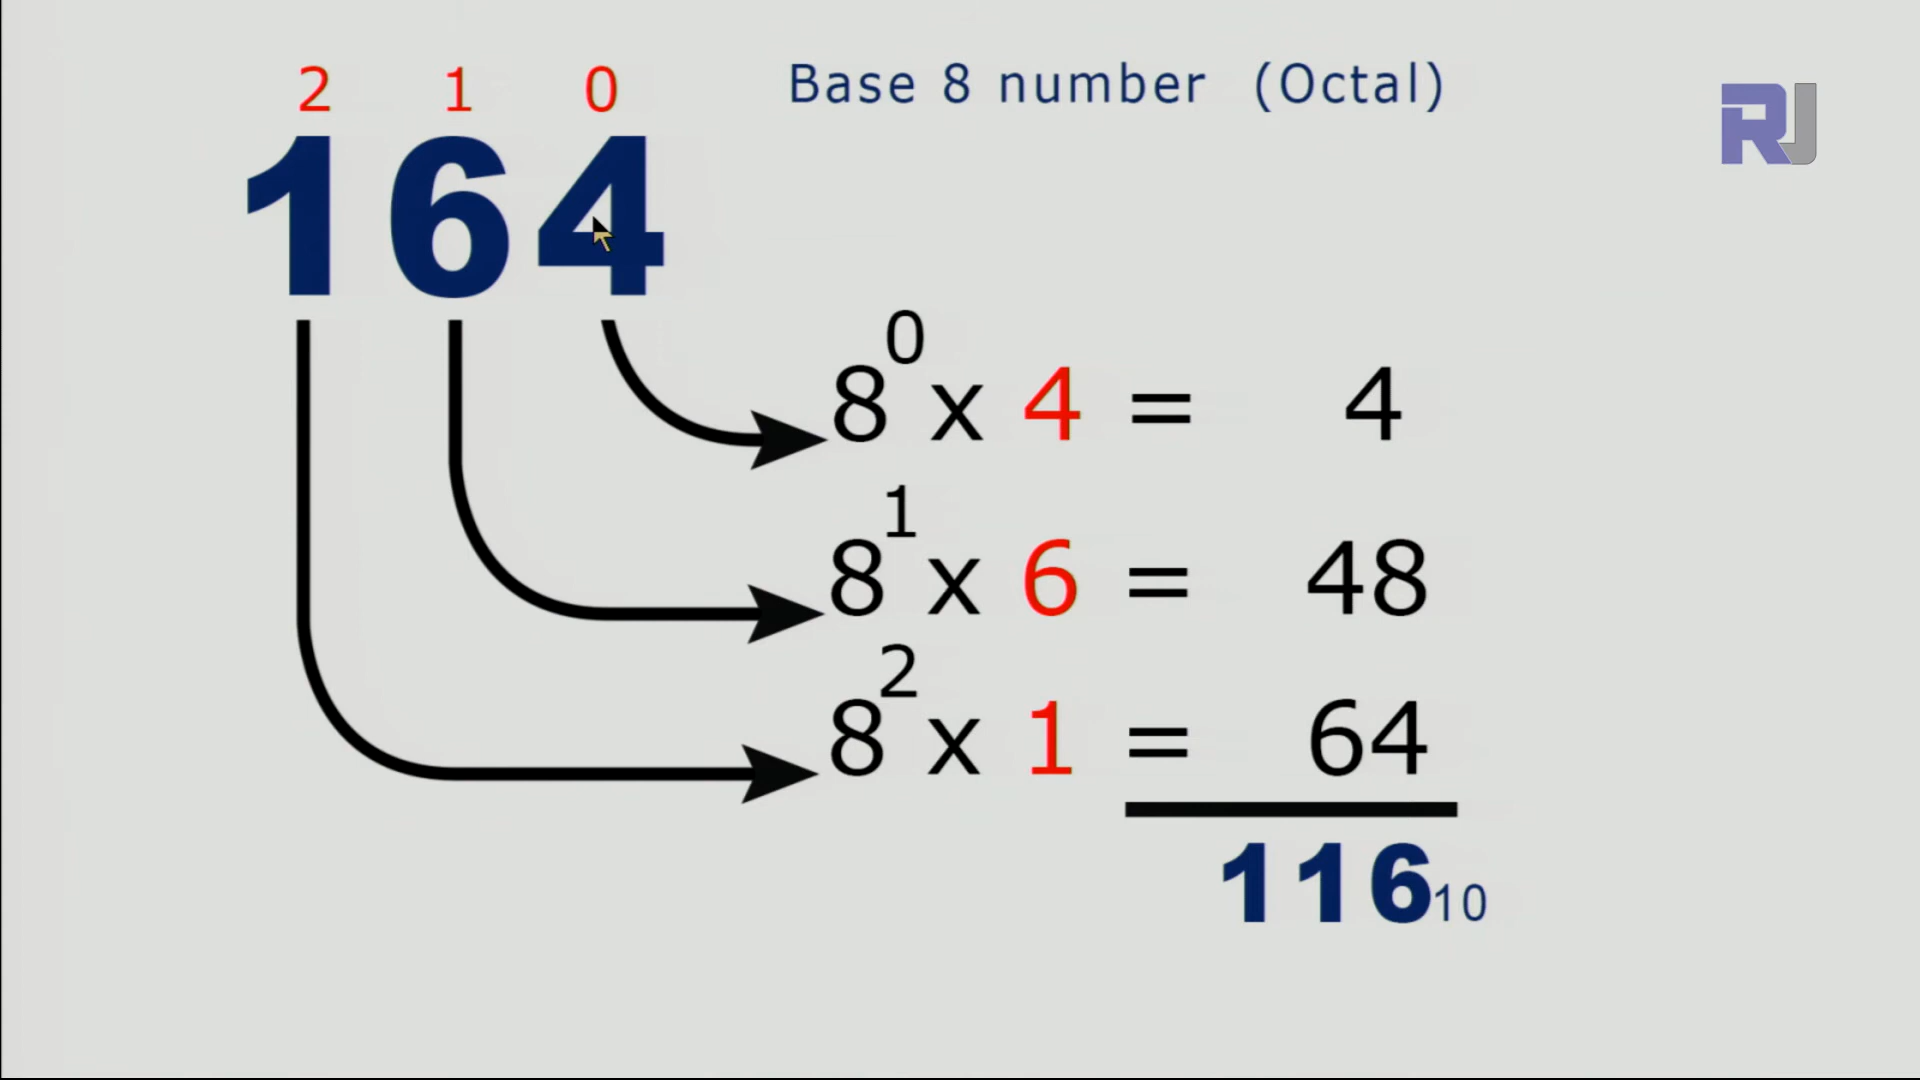 2 1 0
Base 8 number (Octal)
RJ
164
8⁰ x 4 = 4
8¹ x 6 = 48
8² x 1 = 64
116₁₀